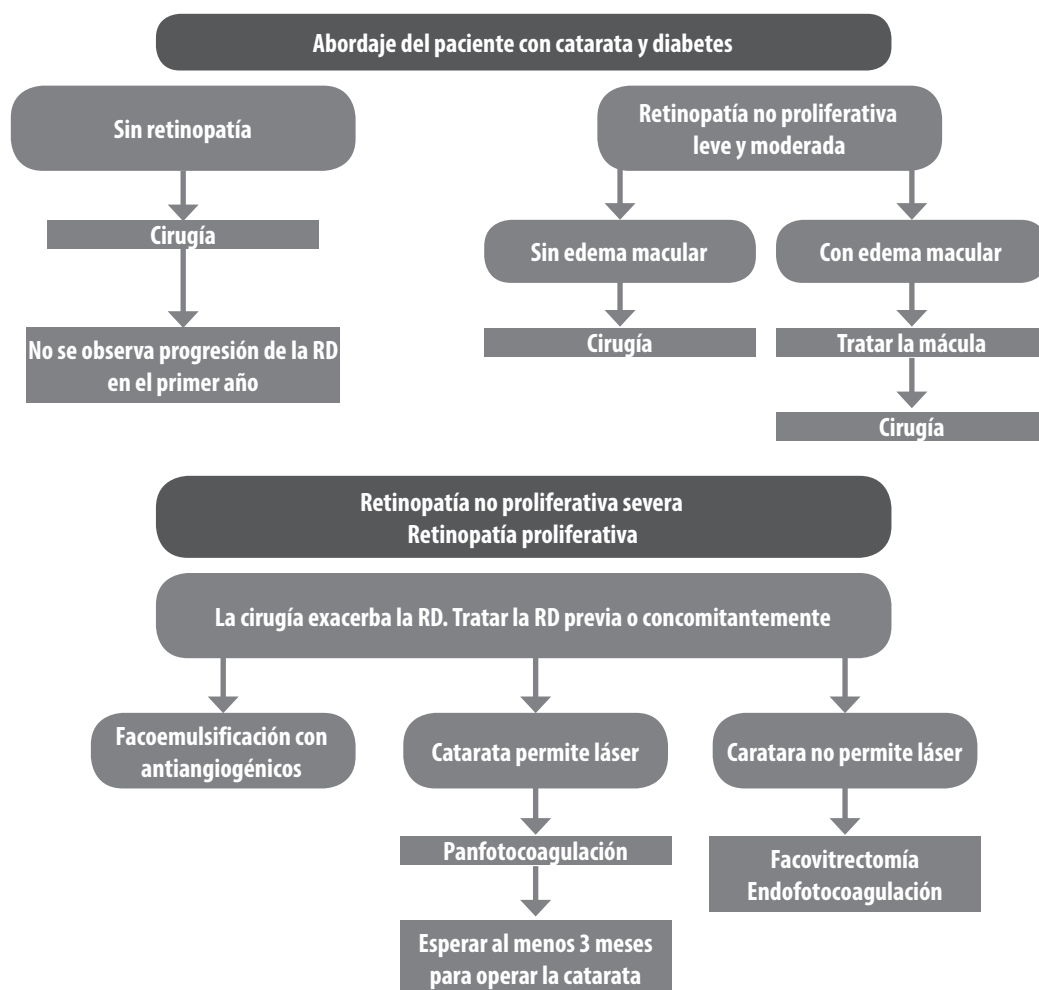 Abordaje del paciente con catarata y diabetes
Sin retinopatía
Cirugía
No se observa progresión de la RD
en el primer año
Retinopatía no proliferativa
leve y moderada
Sin edema macular
Cirugía
Con edema macular
Tratar la mácula
Cirugía
Retinopatía no proliferativa severa
Retinopatía proliferativa
La cirugía exacerba la RD. Tratar la RD previa o concomitantemente
Facoemulsificación con
antiangiogénicos
Catarata permite láser
Panfotocoagulación
Esperar al menos 3 meses
para operar la catarata
Caratara no permite láser
Facovitrectomía
Endofotocoagulación